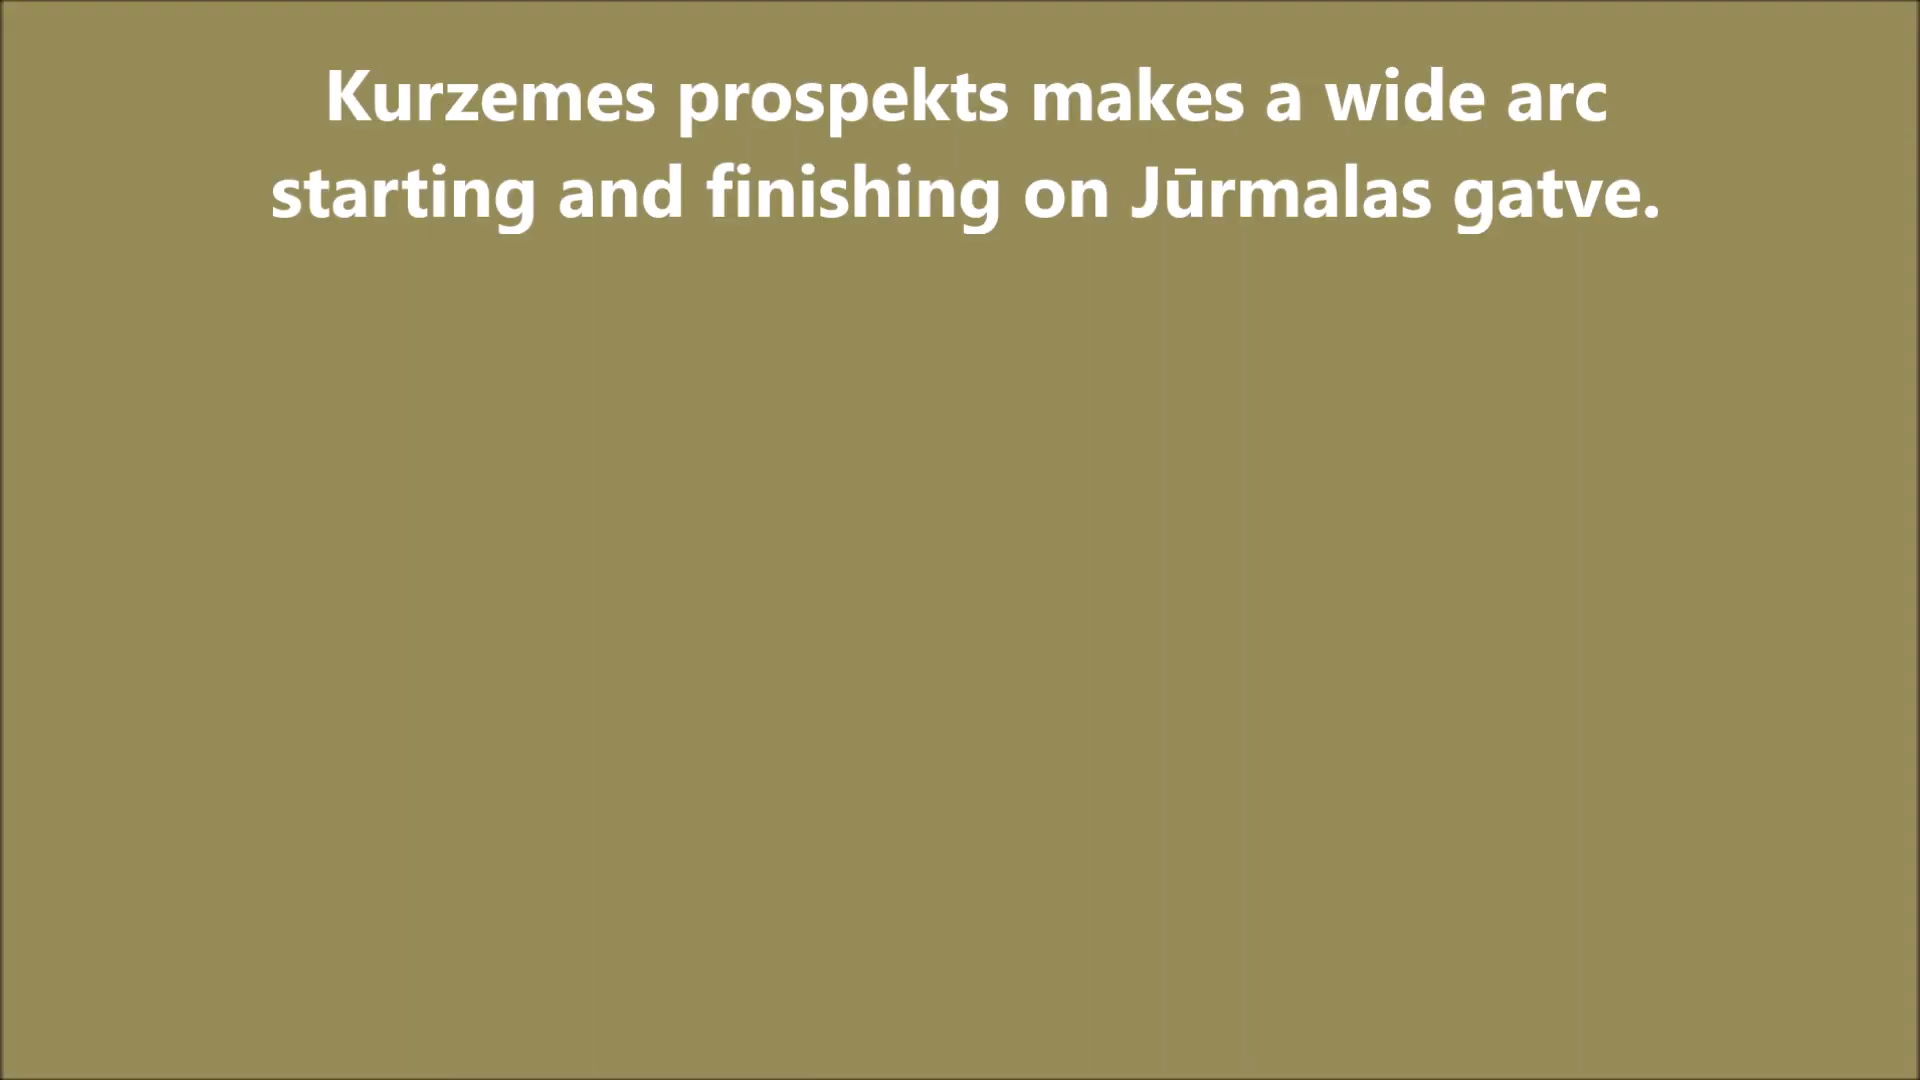 Kurzemes prospekts makes a wide arc
starting and finishing on Jūrmalas gatve.